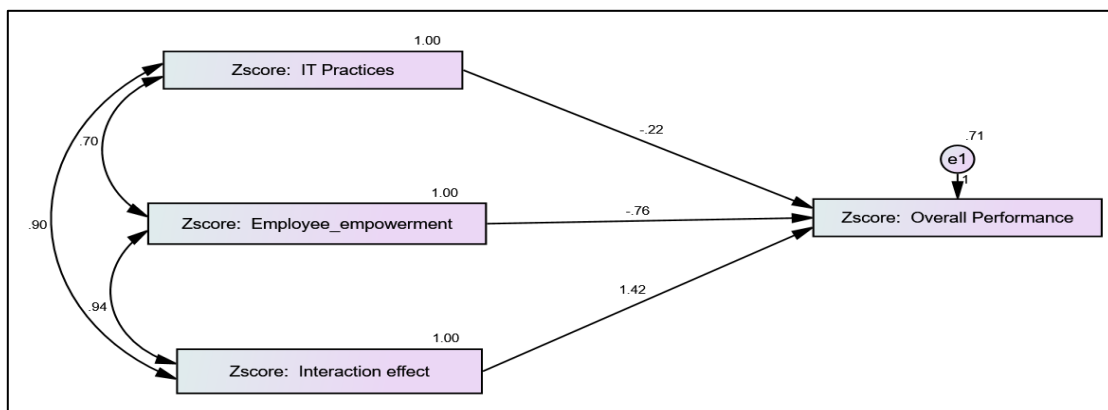 1.00
Zscore: IT Practices
.70
-.22
.71
e1
1
1.00
Zscore: Employee_empowerment
-.76
Zscore: Overall Performance
.90
.94
1.42
1.00
Zscore: Interaction effect